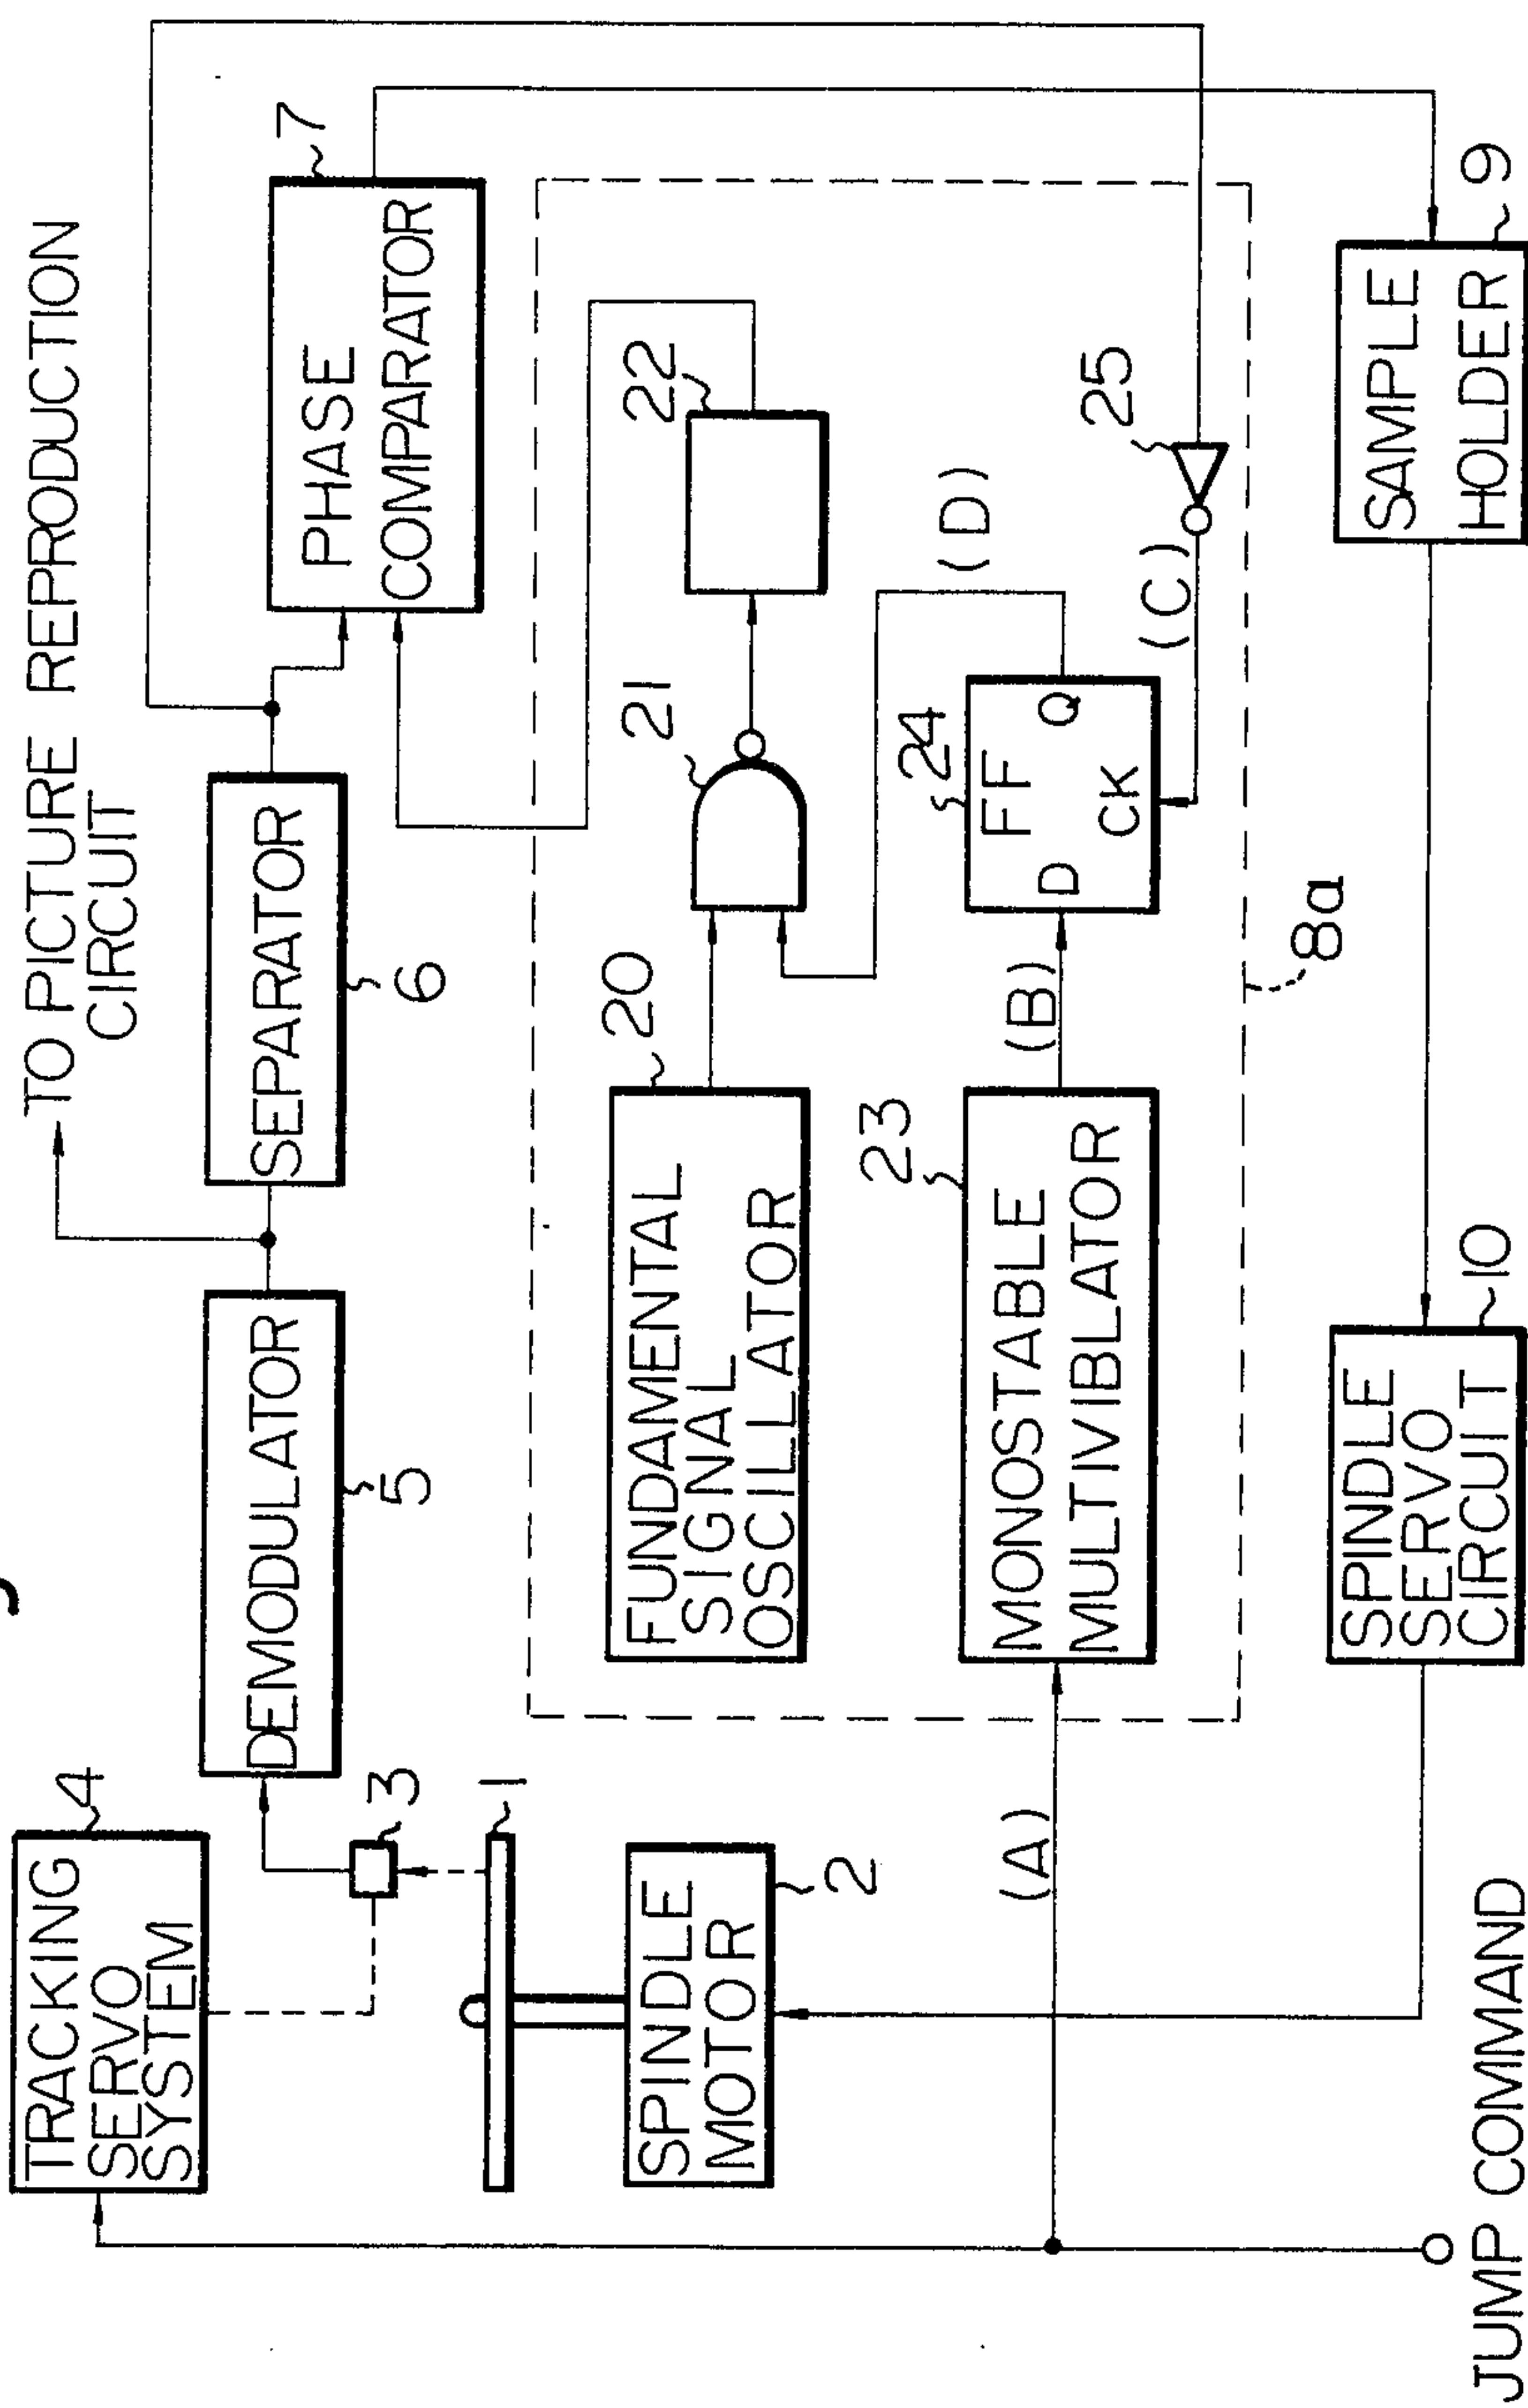 TO PICTURE REPRODUCTION
CIRCUIT
TRACKING
SERVO
SYSTEM
4
DEMODULATOR
5
SEPARATOR
6
PHASE
COMPARATOR
7
3
1
SPINDLE
MOTOR
2
FUNDAMENTAL
SIGNAL
OSCILLATOR
20
21
22
MONOSTABLE
MULTIVIBLATOR
23
(A)
(B)
FF
D
Q
CK
24
(D)
(C)
25
8a
SPINDLE
SERVO
CIRCUIT
10
SAMPLE
HOLDER
9
JUMP COMMAND